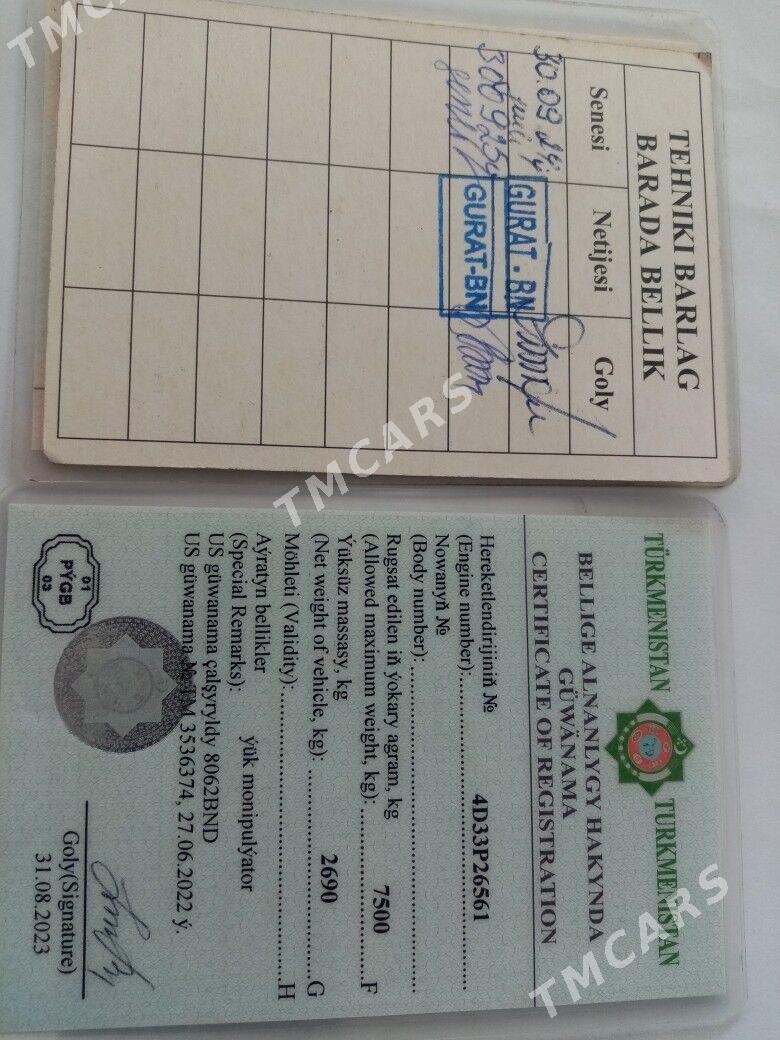 TEHNIKI BARLAG
BARADA BELLIK
Senesi Netijesi Goly
30.09.24ý.
GURAT-BN
GURAT-BN
TÜRKMENISTAN TURKMENISTAN
BELLIGE ALNANLYGY HAKYNDA
GÜWÄNAMA
CERTIFICATE OF REGISTRATION
Hereketlendirijiniň №
(Engine number): 4D33P26561
Nowanyň №
(Body number):
Rugsat edilen iň ýokary agram, kg
(Allowed maximum weight, kg): 7500 F
Ýüksüz massasy, kg
(Net weight of vehicle, kg): 2690 G
Möhleti (Validity): H
Aýratyn bellikler
(Special Remarks): ýük monipulýator
US güwanama çalşyryldy 8062BND
US güwanama № TM 3536374, 27.06.2022 ý.
01
PÝGB
03
Goly(Signature)
31.08.2023
TMCARS
TMCARS
TMCARS